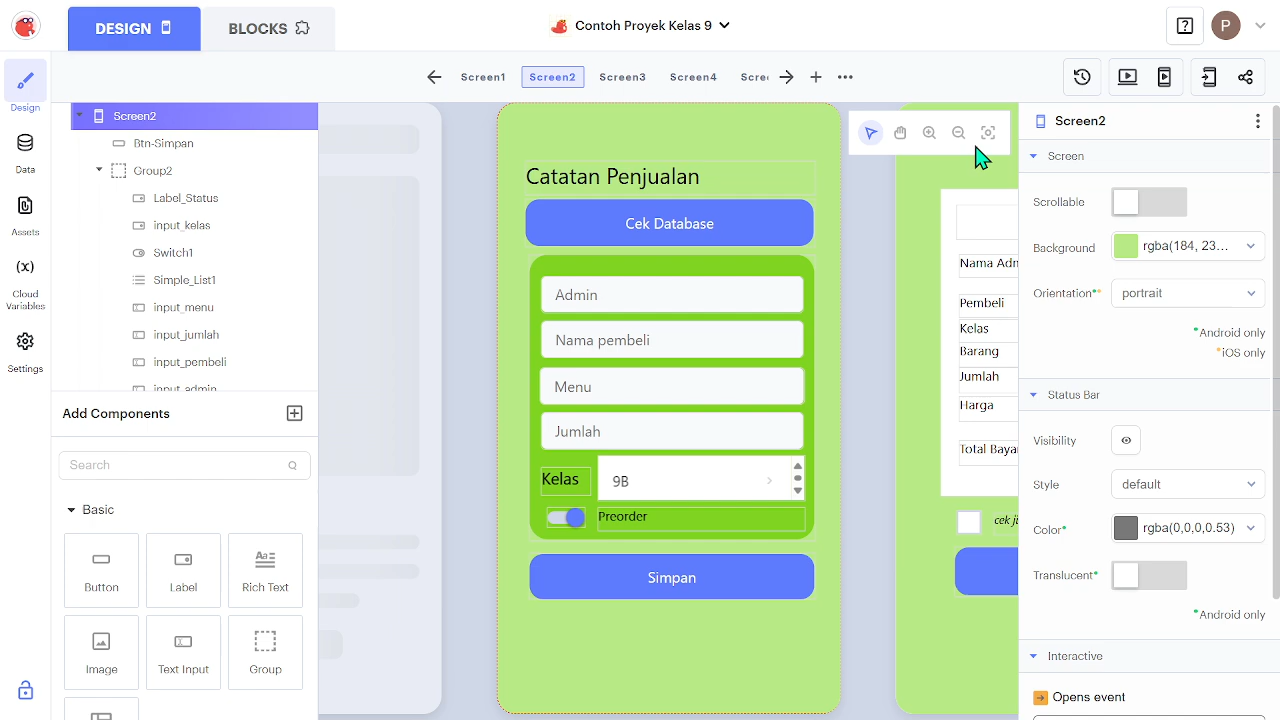 DESIGN
BLOCKS
Contoh Proyek Kelas 9
P
Screen1
Screen2
Screen3
Screen4
Scre
Design
Data
Assets
Cloud
Variables
Settings
Screen2
Btn-Simpan
Group2
Label_Status
input_kelas
Switch1
Simple_List1
input_menu
input_jumlah
input_pembeli
input_admin
Add Components
Search
Basic
Button
Label
Rich Text
Image
Text Input
Group
Catatan Penjualan
Cek Database
Admin
Nama pembeli
Menu
Jumlah
Kelas
9B
Preorder
Simpan
Nama Adm
Pembeli
Kelas
Barang
Jumlah
Harga
Total Baya
cek ji
Screen2
Screen
Scrollable
Background
rgba(184, 23...
Orientation**
portrait
*Android only
*iOS only
Status Bar
Visibility
Style
default
Color*
rgba(0,0,0,0.53)
Translucent*
*Android only
Interactive
Opens event